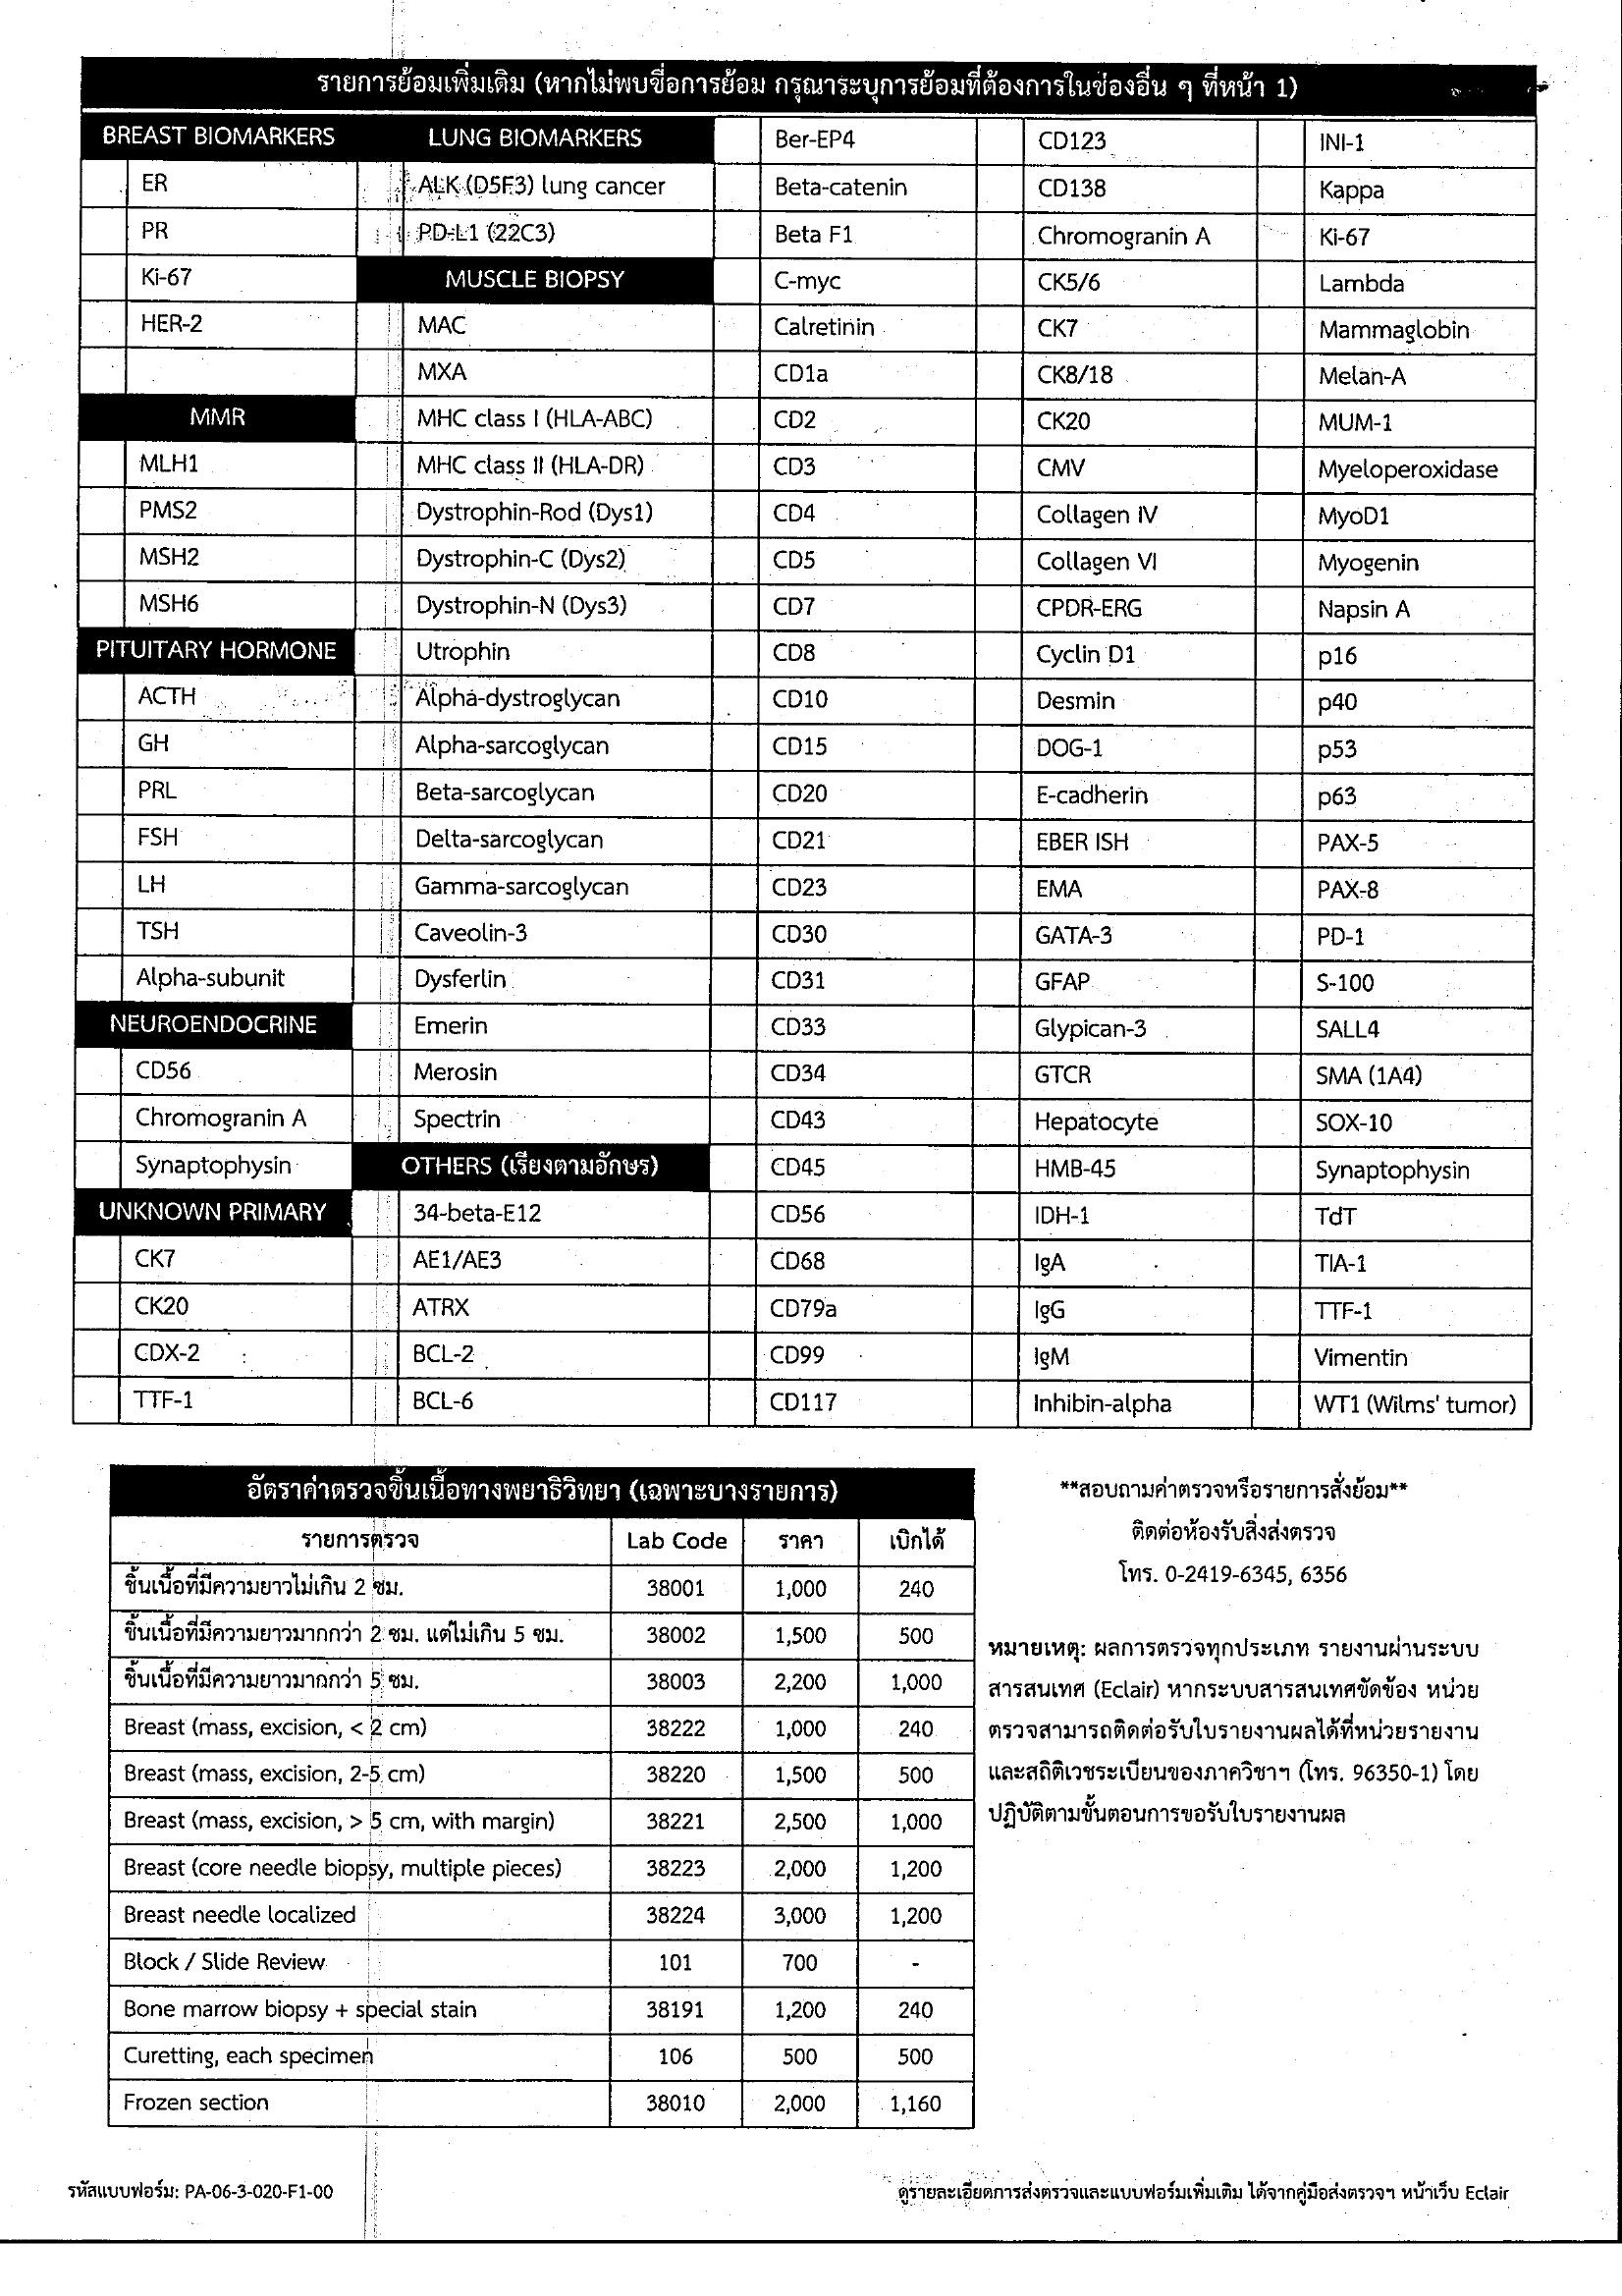 รายการย้อมเพิ่มเติม (หากไม่พบชื่อการย้อม กรุณาระบุการย้อมที่ต้องการในช่องอื่น ๆ ที่หน้า 1)
BREAST BIOMARKERS LUNG BIOMARKERS Ber-EP4 CD123 INI-1
ER ALK (D5F3) lung cancer Beta-catenin CD138 Kappa
PR PD-L1 (22C3) Beta F1 Chromogranin A Ki-67
Ki-67 MUSCLE BIOPSY C-myc CK5/6 Lambda
HER-2 MAC Calretinin CK7 Mammaglobin
MXA CD1a CK8/18 Melan-A
MMR MHC class I (HLA-ABC) CD2 CK20 MUM-1
MLH1 MHC class II (HLA-DR) CD3 CMV Myeloperoxidase
PMS2 Dystrophin-Rod (Dys1) CD4 Collagen IV MyoD1
MSH2 Dystrophin-C (Dys2) CD5 Collagen VI Myogenin
MSH6 Dystrophin-N (Dys3) CD7 CPDR-ERG Napsin A
PITUITARY HORMONE Utrophin CD8 Cyclin D1 p16
ACTH Alpha-dystroglycan CD10 Desmin p40
GH Alpha-sarcoglycan CD15 DOG-1 p53
PRL Beta-sarcoglycan CD20 E-cadherin p63
FSH Delta-sarcoglycan CD21 EBER ISH PAX-5
LH Gamma-sarcoglycan CD23 EMA PAX-8
TSH Caveolin-3 CD30 GATA-3 PD-1
Alpha-subunit Dysferlin CD31 GFAP S-100
NEUROENDOCRINE Emerin CD33 Glypican-3 SALL4
CD56 Merosin CD34 GTCR SMA (1A4)
Chromogranin A Spectrin CD43 Hepatocyte SOX-10
Synaptophysin OTHERS (เรียงตามอักษร) CD45 HMB-45 Synaptophysin
UNKNOWN PRIMARY 34-beta-E12 CD56 IDH-1 TdT
CK7 AE1/AE3 CD68 IgA TIA-1
CK20 ATRX CD79a IgG TTF-1
CDX-2 BCL-2 CD99 IgM Vimentin
TTF-1 BCL-6 CD117 Inhibin-alpha WT1 (Wilms' tumor)
อัตราค่าตรวจชิ้นเนื้อทางพยาธิวิทยา (เฉพาะบางรายการ)
รายการตรวจ Lab Code ราคา เบิกได้
ชิ้นเนื้อที่มีความยาวไม่เกิน 2 ซม. 38001 1,000 240
ชิ้นเนื้อที่มีความยาวมากกว่า 2 ซม. แต่ไม่เกิน 5 ซม. 38002 1,500 500
ชิ้นเนื้อที่มีความยาวมากกว่า 5 ซม. 38003 2,200 1,000
Breast (mass, excision, < 2 cm) 38222 1,000 240
Breast (mass, excision, 2-5 cm) 38220 1,500 500
Breast (mass, excision, > 5 cm, with margin) 38221 2,500 1,000
Breast (core needle biopsy, multiple pieces) 38223 2,000 1,200
Breast needle localized 38224 3,000 1,200
Block / Slide Review 101 700 -
Bone marrow biopsy + special stain 38191 1,200 240
Curetting, each specimen 106 500 500
Frozen section 38010 2,000 1,160
**สอบถามค่าตรวจหรือรายการสั่งย้อม**
ติดต่อห้องรับสิ่งส่งตรวจ
โทร. 0-2419-6345, 6356
หมายเหตุ: ผลการตรวจทุกประเภท รายงานผ่านระบบ
สารสนเทศ (Eclair) หากระบบสารสนเทศขัดข้อง หน่วย
ตรวจสามารถติดต่อรับใบรายงานผลได้ที่หน่วยรายงาน
และสถิติเวชระเบียนของภาควิชาฯ (โทร. 96350-1) โดย
ปฏิบัติตามขั้นตอนการขอรับใบรายงานผล
รหัสแบบฟอร์ม: PA-06-3-020-F1-00
ดูรายละเอียดการส่งตรวจและแบบฟอร์มเพิ่มเติม ได้จากคู่มือส่งตรวจฯ หน้าเว็บ Eclair